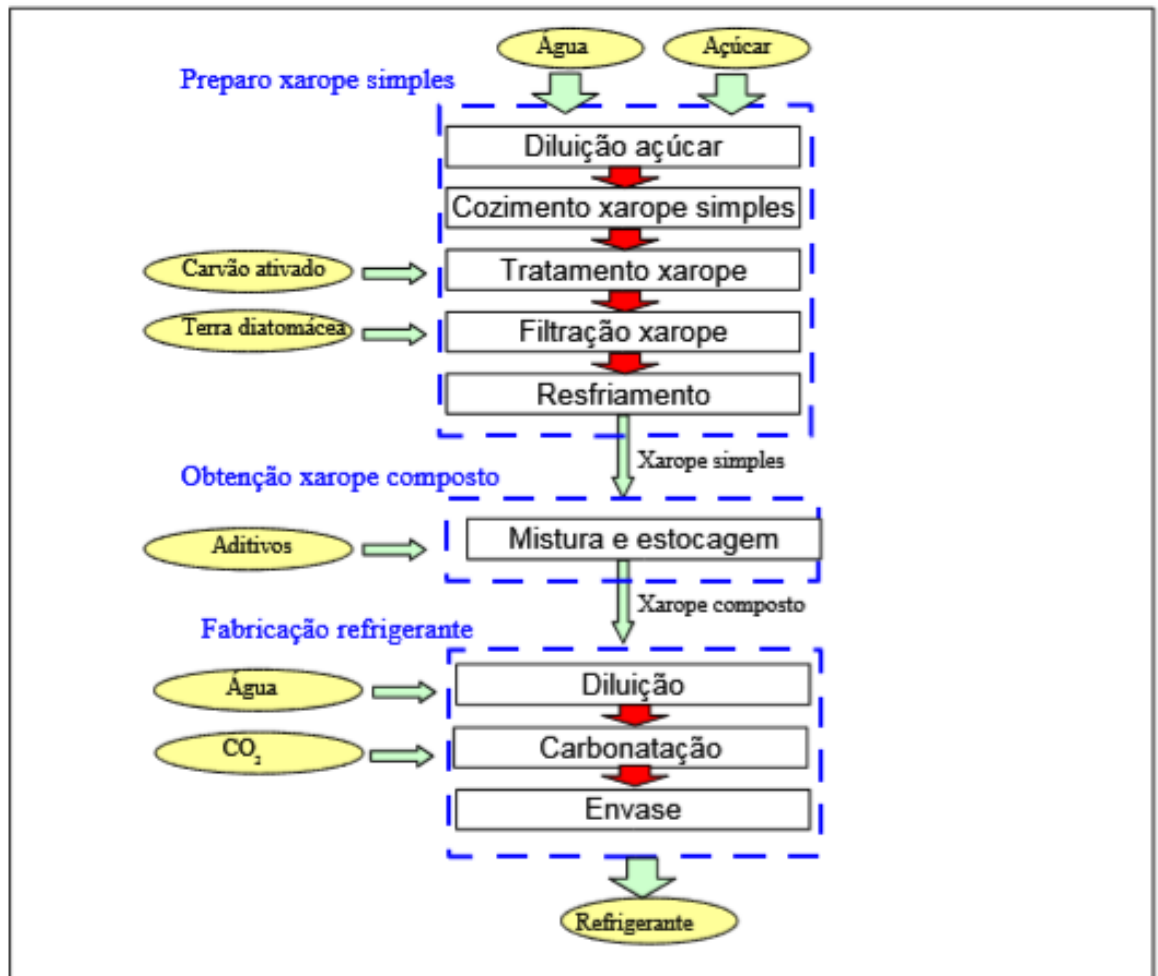 Água
Açúcar
Preparo xarope simples
Diluição açúcar
Cozimento xarope simples
Carvão ativado
Tratamento xarope
Terra diatomácea
Filtração xarope
Resfriamento
Xarope simples
Obtenção xarope composto
Aditivos
Mistura e estocagem
Xarope composto
Fabricação refrigerante
Água
Diluição
CO₂
Carbonatação
Envase
Refrigerante